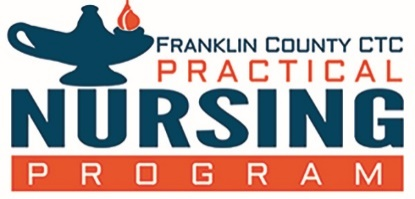 FRANKLIN COUNTY CTC
PRACTICAL
NURSING
PROGRAM